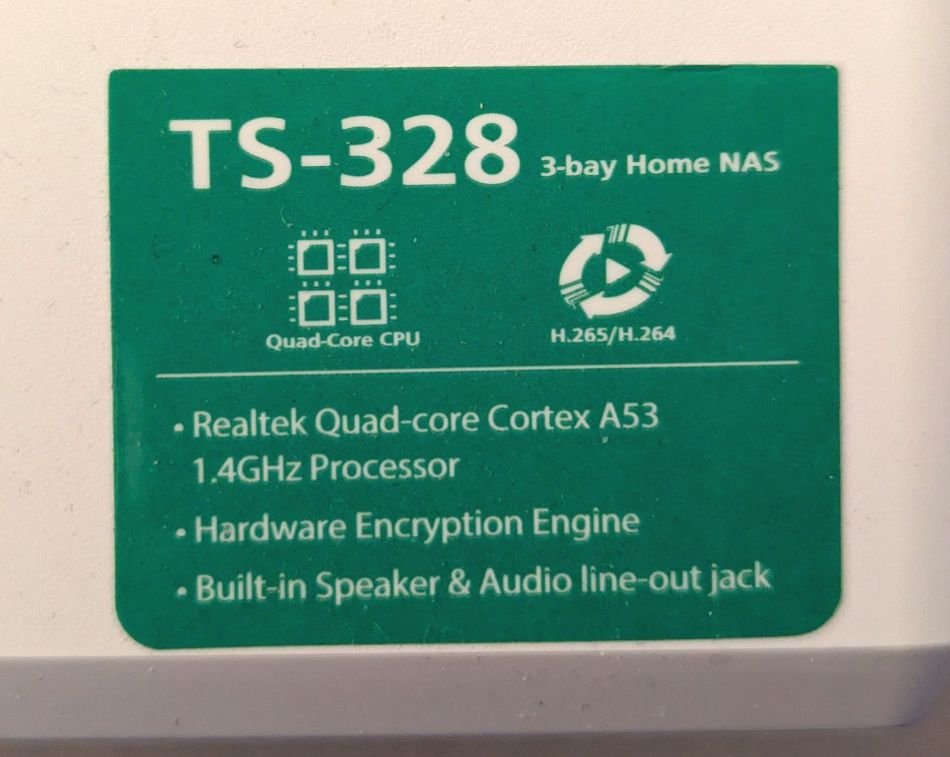 TS-328 3-bay Home NAS
Quad-Core CPU H.265/H.264
• Realtek Quad-core Cortex A53
1.4GHz Processor
• Hardware Encryption Engine
• Built-in Speaker & Audio line-out jack